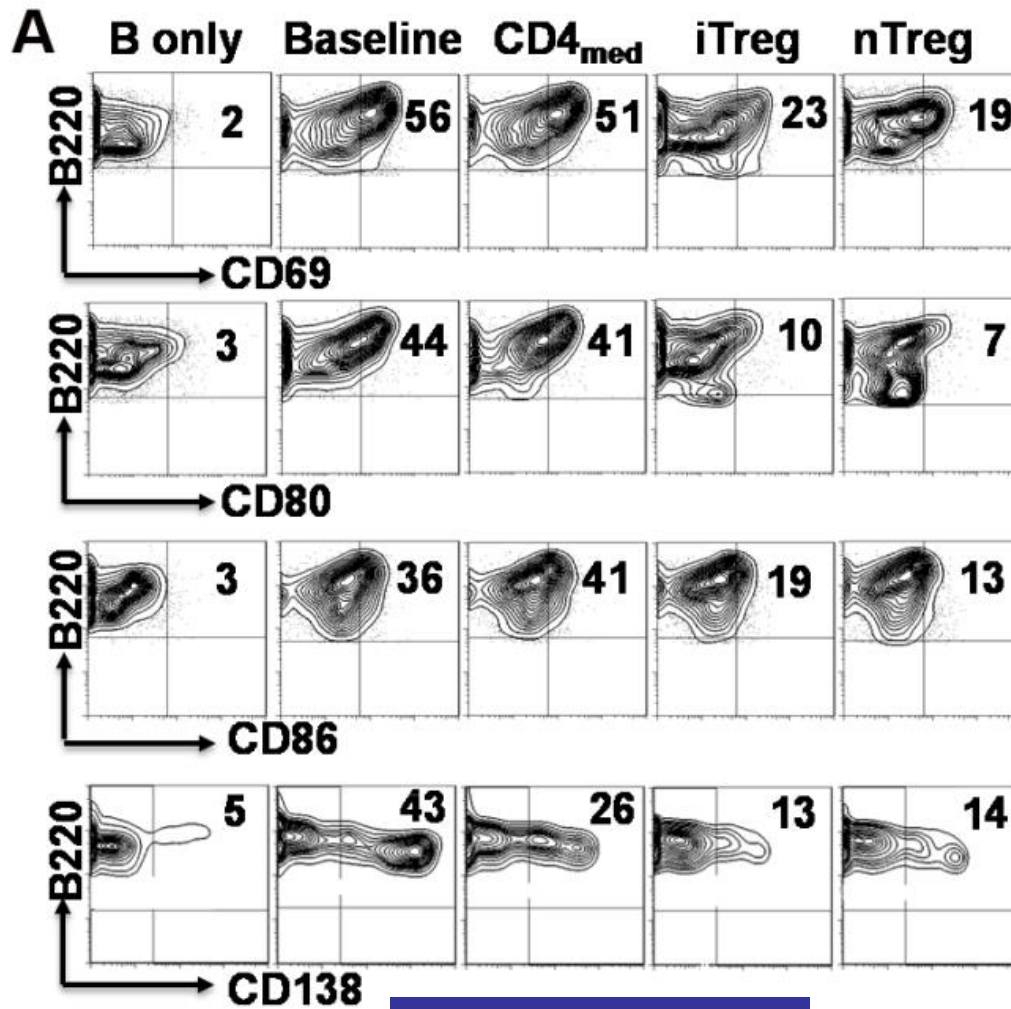 A
B only Baseline CD4med iTreg nTreg
B220 2 56 51 23 19
CD69
B220 3 44 41 10 7
CD80
B220 3 36 41 19 13
CD86
B220 5 43 26 13 14
CD138